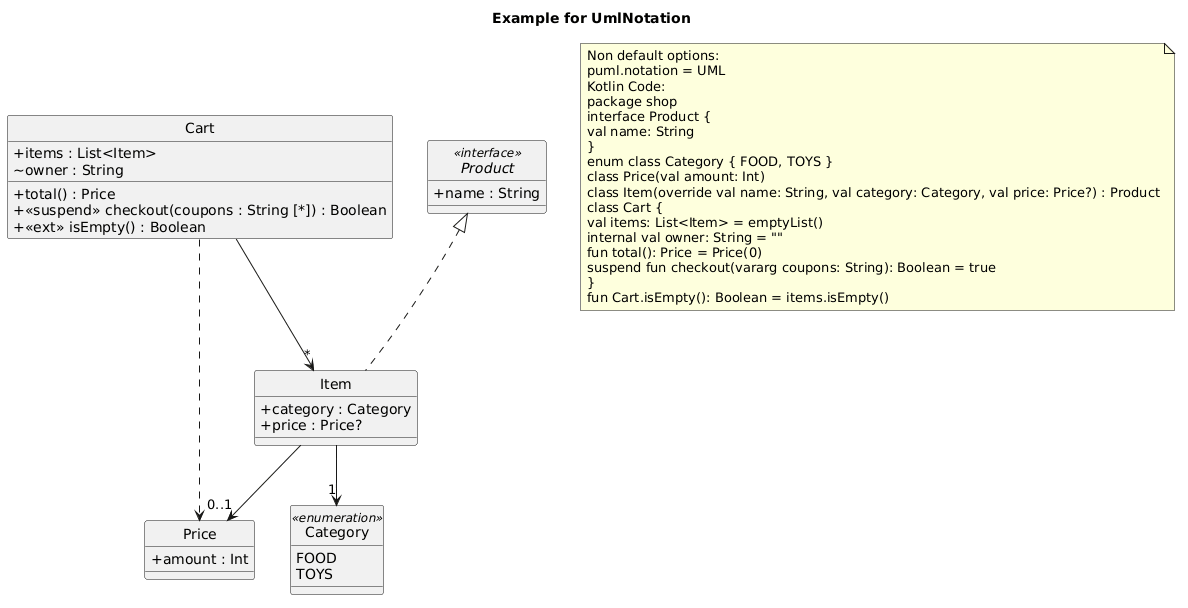 Example for UmlNotation
Non default options:
puml.notation = UML
Kotlin Code:
package shop
interface Product {
val name: String
}
enum class Category { FOOD, TOYS }
class Price(val amount: Int)
class Item(override val name: String, val category: Category, val price: Price?) : Product
class Cart {
val items: List<Item> = emptyList()
internal val owner: String = ""
fun total(): Price = Price(0)
suspend fun checkout(vararg coupons: String): Boolean = true
}
fun Cart.isEmpty(): Boolean = items.isEmpty()
Cart
+items : List<Item>
~owner : String
+total() : Price
+«suspend» checkout(coupons : String [*]) : Boolean
+«ext» isEmpty() : Boolean
«interface»
Product
+name : String
*
Item
+category : Category
+price : Price?
0..1
1
Price
+amount : Int
«enumeration»
Category
FOOD
TOYS